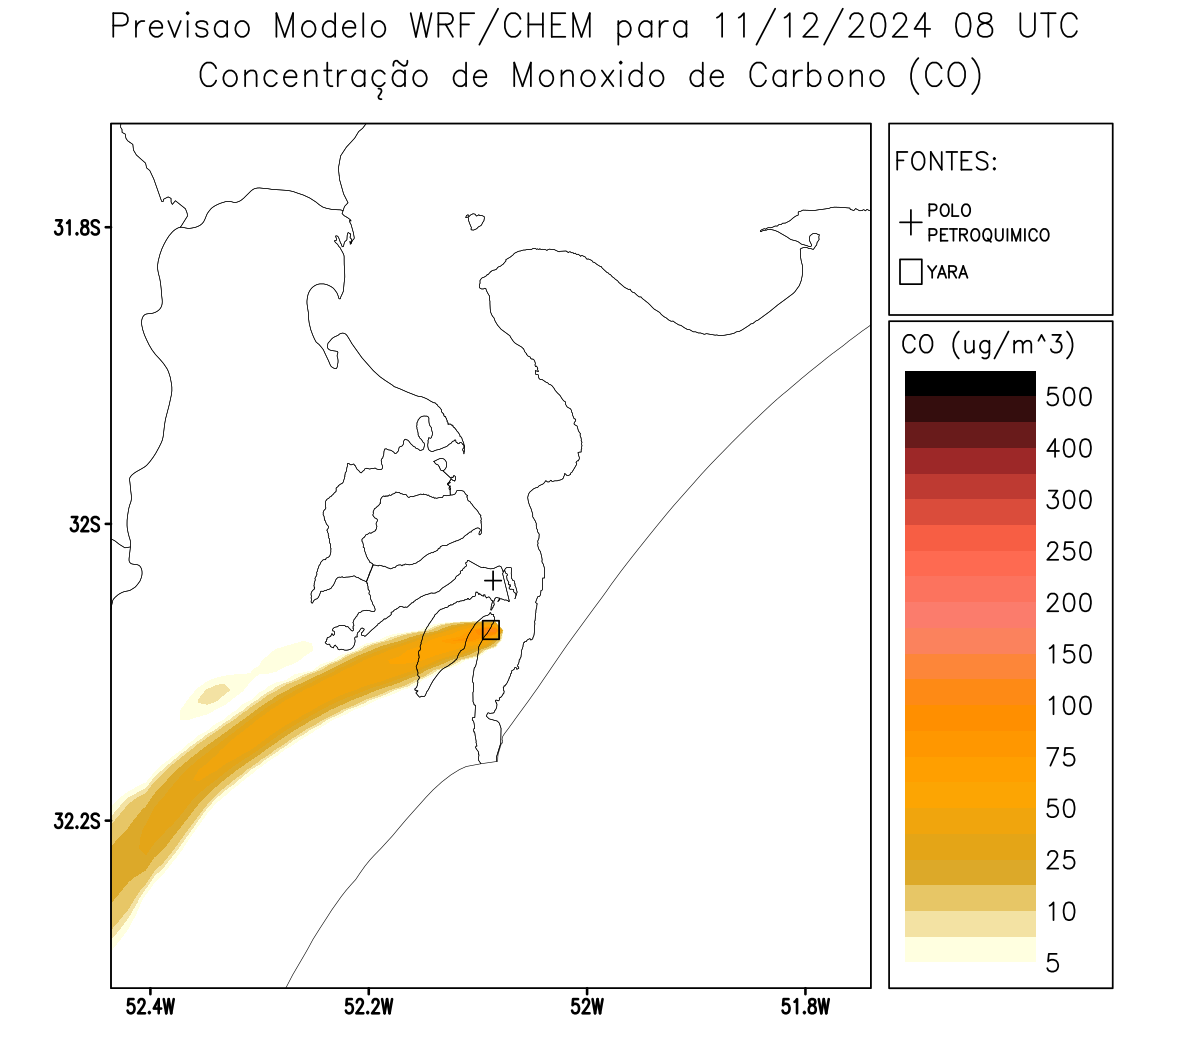 Previsao Modelo WRF/CHEM para 11/12/2024 08 UTC
Concentração de Monoxido de Carbono (CO)
FONTES:
POLO
PETROQUIMICO
YARA
CO (ug/m^3)
500
400
300
250
200
150
100
75
50
25
10
5
31.8S
32S
32.2S
52.4W
52.2W
52W
51.8W